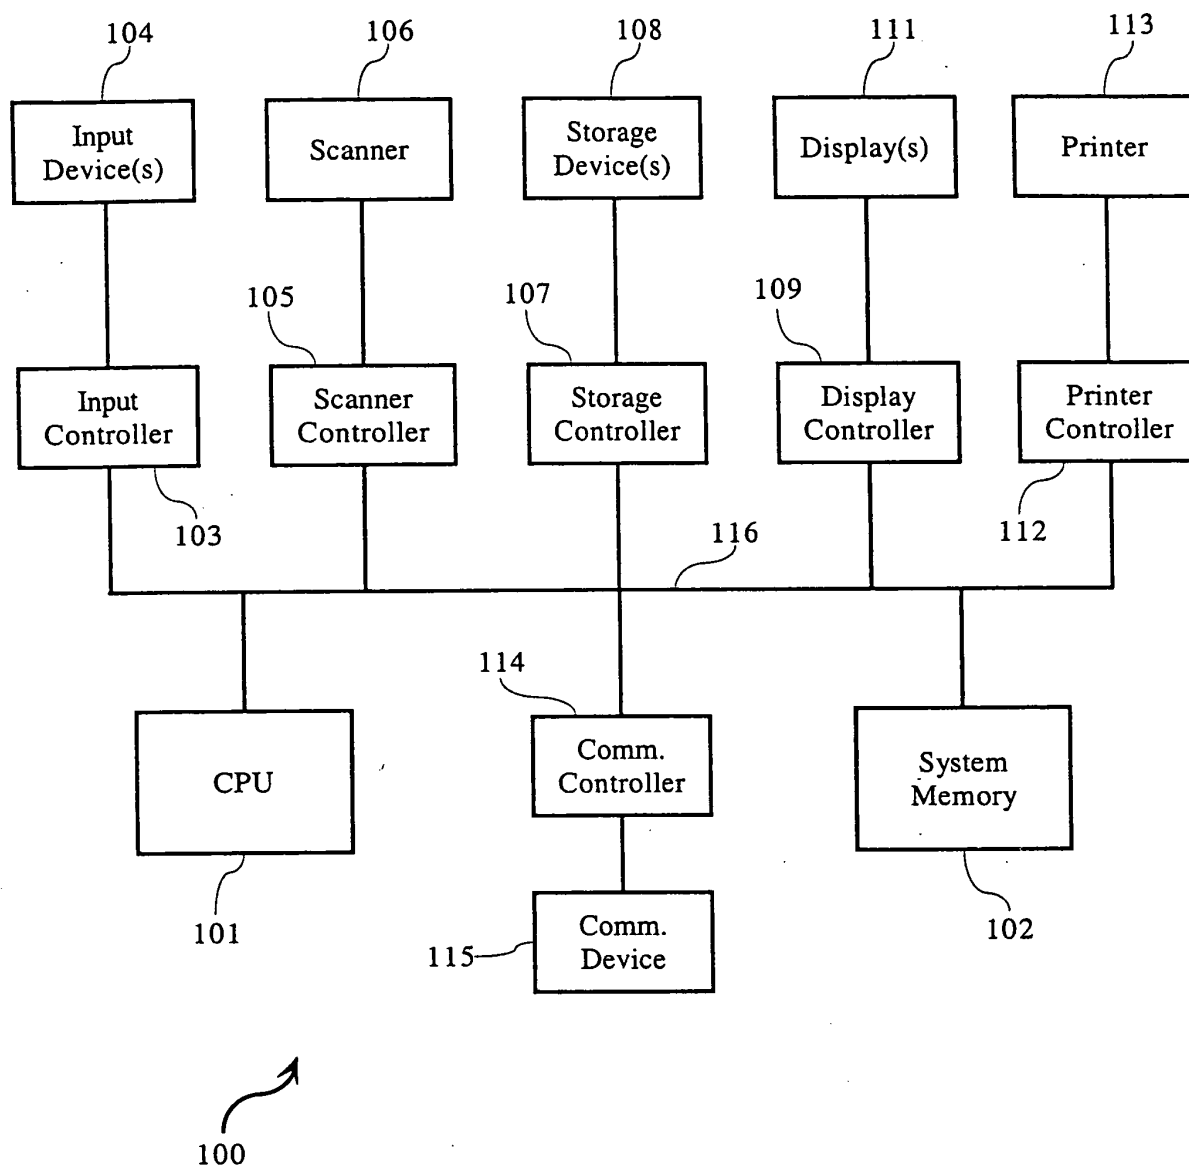 104
106
108
111
113
Input
Device(s)
Scanner
Storage
Device(s)
Display(s)
Printer
105
107
109
Input
Controller
Scanner
Controller
Storage
Controller
Display
Controller
Printer
Controller
103
116
112
114
CPU
Comm.
Controller
System
Memory
101
115
Comm.
Device
102
100